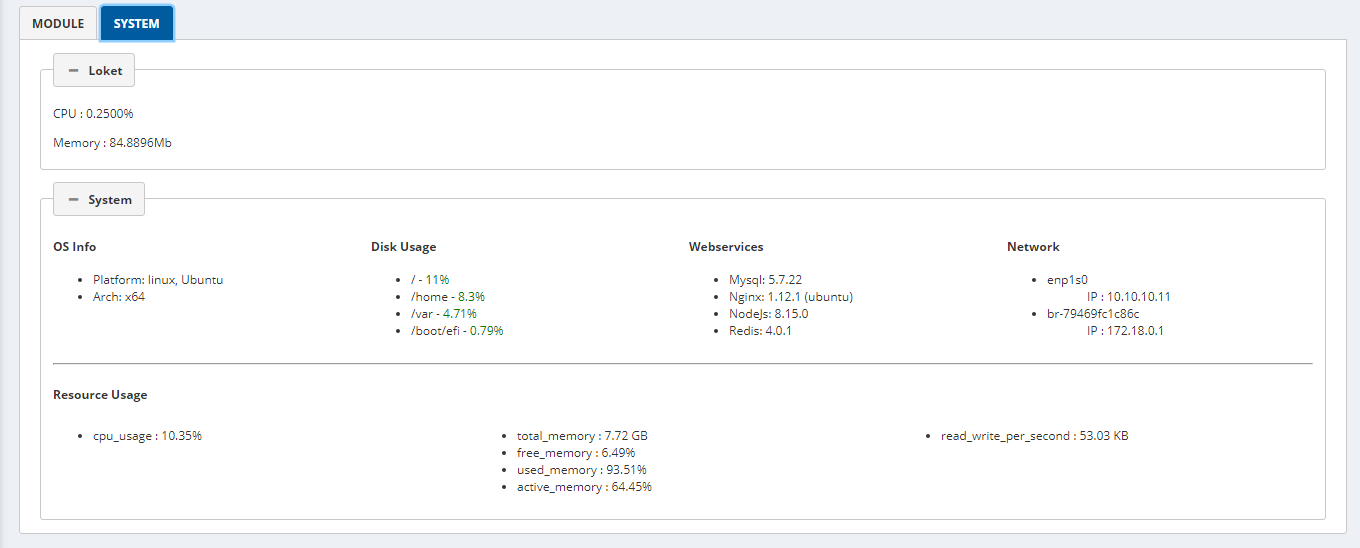 MODULE SYSTEM
Loket
CPU : 0.2500%
Memory : 84.8896Mb
System
OS Info
Platform: linux, Ubuntu
Arch: x64
Disk Usage
/ - 11%
/home - 8.3%
/var - 4.71%
/boot/efi - 0.79%
Webservices
Mysql: 5.7.22
Nginx: 1.12.1 (ubuntu)
NodeJs: 8.15.0
Redis: 4.0.1
Network
enp1s0
IP : 10.10.10.11
br-79469fc1c86c
IP : 172.18.0.1
Resource Usage
cpu_usage : 10.35%
total_memory : 7.72 GB
free_memory : 6.49%
used_memory : 93.51%
active_memory : 64.45%
read_write_per_second : 53.03 KB